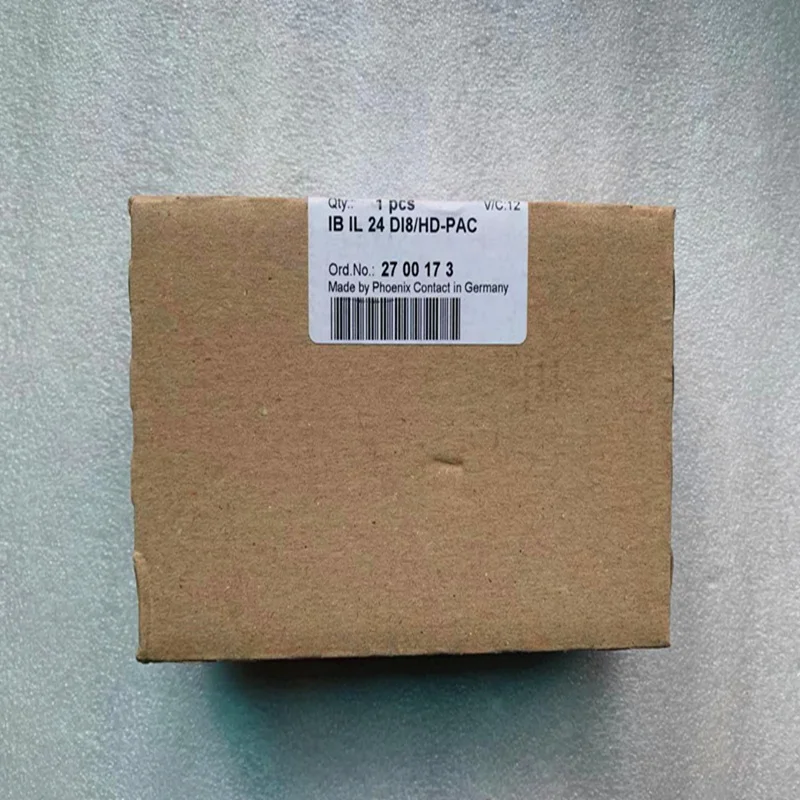 Qty.: 1 pcs V/C.12
IB IL 24 DI8/HD-PAC
Ord.No.: 27 00 17 3
Made by Phoenix Contact in Germany